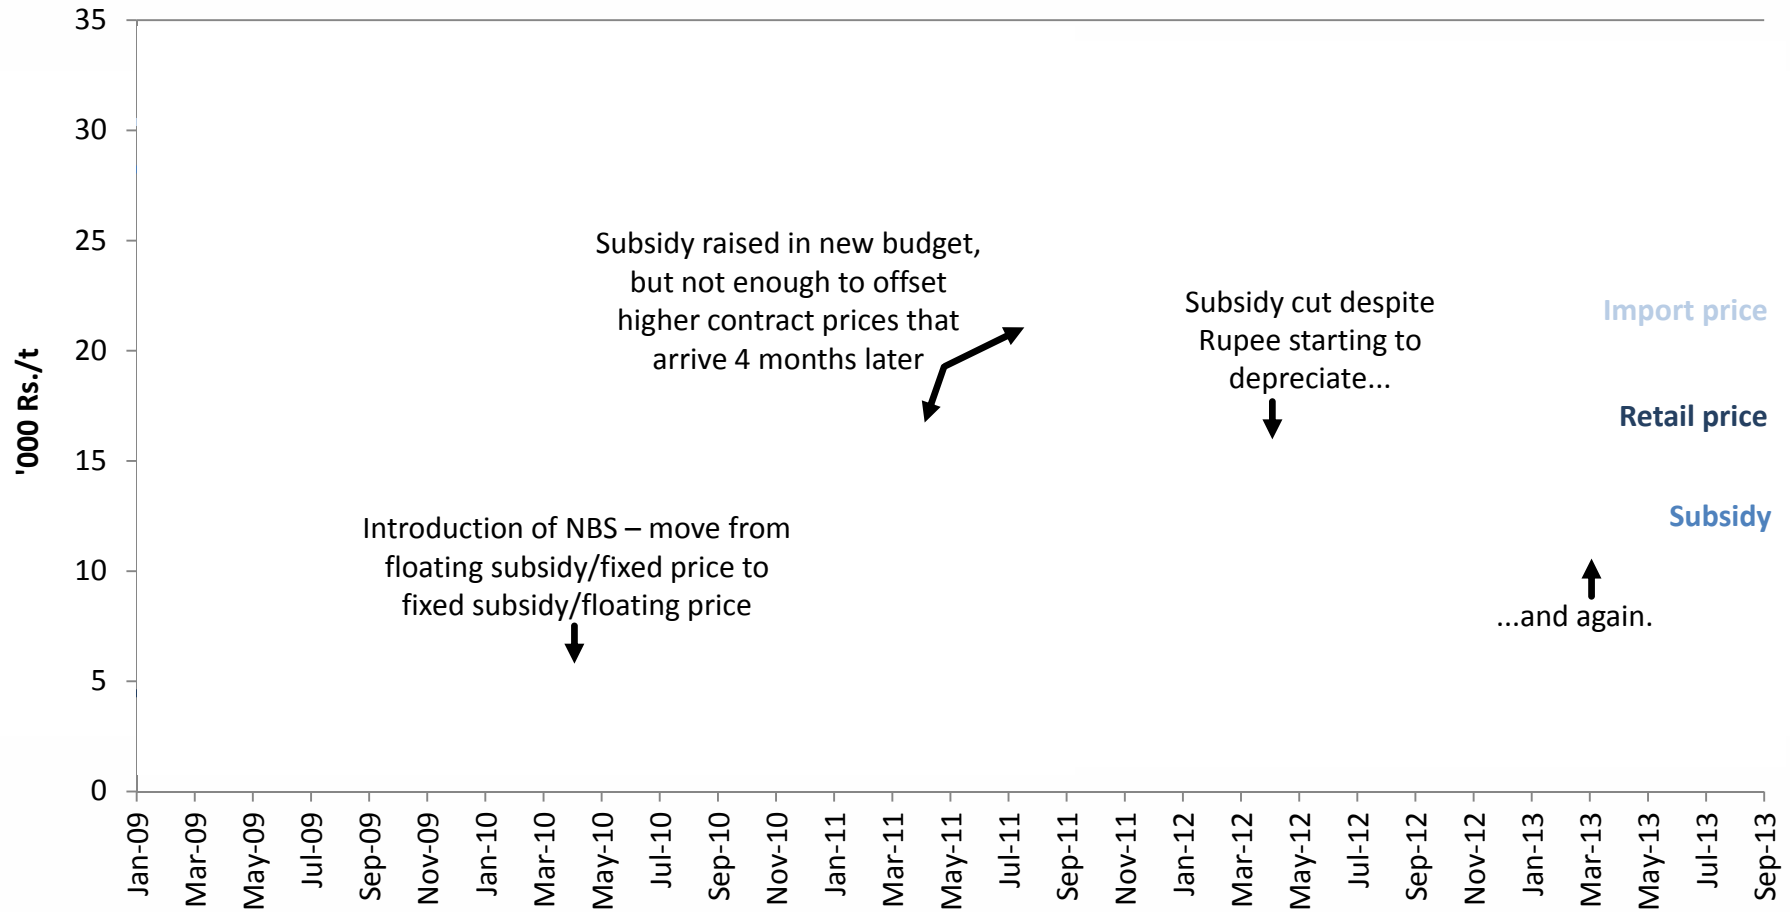 35
30
25
20
15
10
5
0
'000 Rs./t
Subsidy raised in new budget,
but not enough to offset
higher contract prices that
arrive 4 months later
Subsidy cut despite
Rupee starting to
depreciate...
Import price
Retail price
Subsidy
Introduction of NBS – move from
floating subsidy/fixed price to
fixed subsidy/floating price
...and again.
Jan-09
Mar-09
May-09
Jul-09
Sep-09
Nov-09
Jan-10
Mar-10
May-10
Jul-10
Sep-10
Nov-10
Jan-11
Mar-11
May-11
Jul-11
Sep-11
Nov-11
Jan-12
Mar-12
May-12
Jul-12
Sep-12
Nov-12
Jan-13
Mar-13
May-13
Jul-13
Sep-13